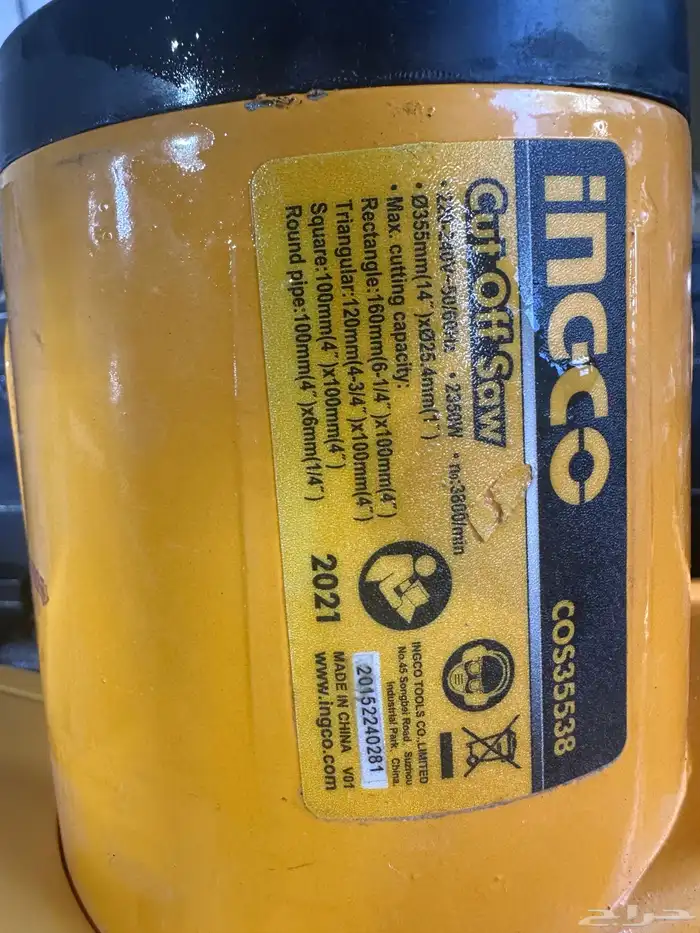 INGCO COS35538
Cut Off Saw
• 220-240V~50/60Hz • 2350W • no:3800/min
• Ø355mm(14″)xØ25.4mm(1″)
• Max. cutting capacity:
Rectangle:160mm(6-1/4″)x100mm(4″)
Triangular:120mm(4-3/4″)x100mm(4″)
Square:100mm(4″)x100mm(4″)
Round pipe:100mm(4″)x6mm(1/4″)
2021
INGCO TOOLS CO.,LIMITED
No.45 Songbei Road Suzhou
Industrial Park China.
20152240281
MADE IN CHINA V01
www.ingco.com
حراج